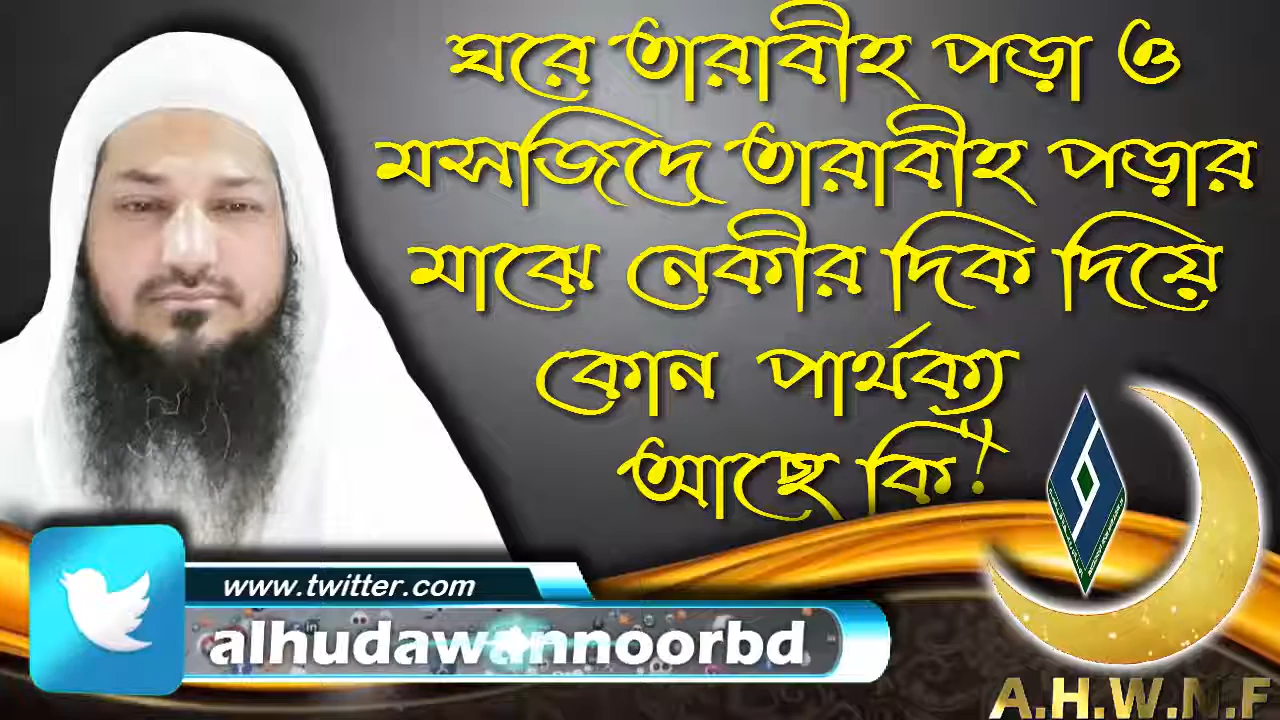 ঘরে তারাবীহ পড়া ও
মসজিদে তারাবীহ পড়ার
মাঝে নেকীর দিক দিয়ে
কোন পার্থক্য
আছে কি?
www.twitter.com
alhudawannoorbd
A.H.W.N.F